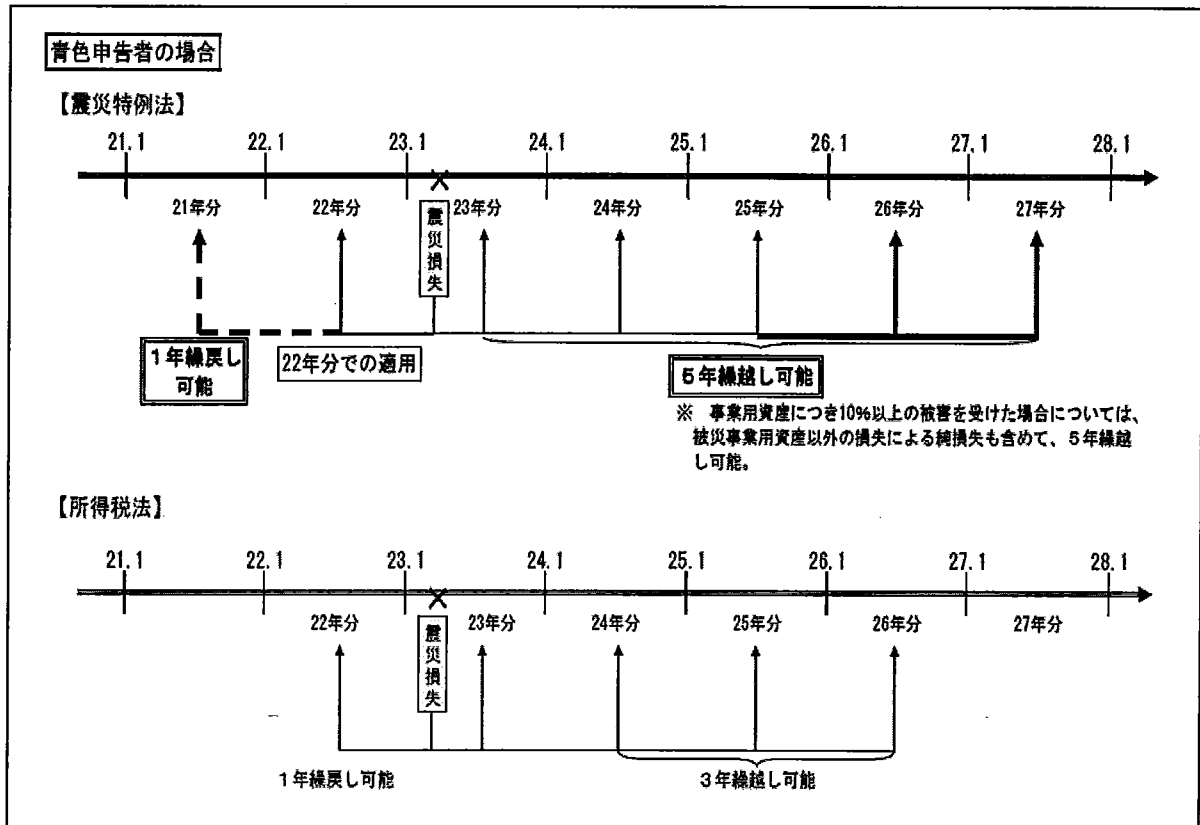 青色申告者の場合
【震災特例法】
21.1 22.1 23.1 24.1 25.1 26.1 27.1 28.1
21年分 22年分 23年分 24年分 25年分 26年分 27年分
震災損失
1年繰戻し
可能
22年分での適用
5年繰越し可能
※ 事業用資産につき10%以上の被害を受けた場合については、
被災事業用資産以外の損失による純損失も含めて、5年繰越
し可能。
【所得税法】
21.1 22.1 23.1 24.1 25.1 26.1 27.1 28.1
22年分 23年分 24年分 25年分 26年分 27年分
震災損失
1年繰戻し可能
3年繰越し可能